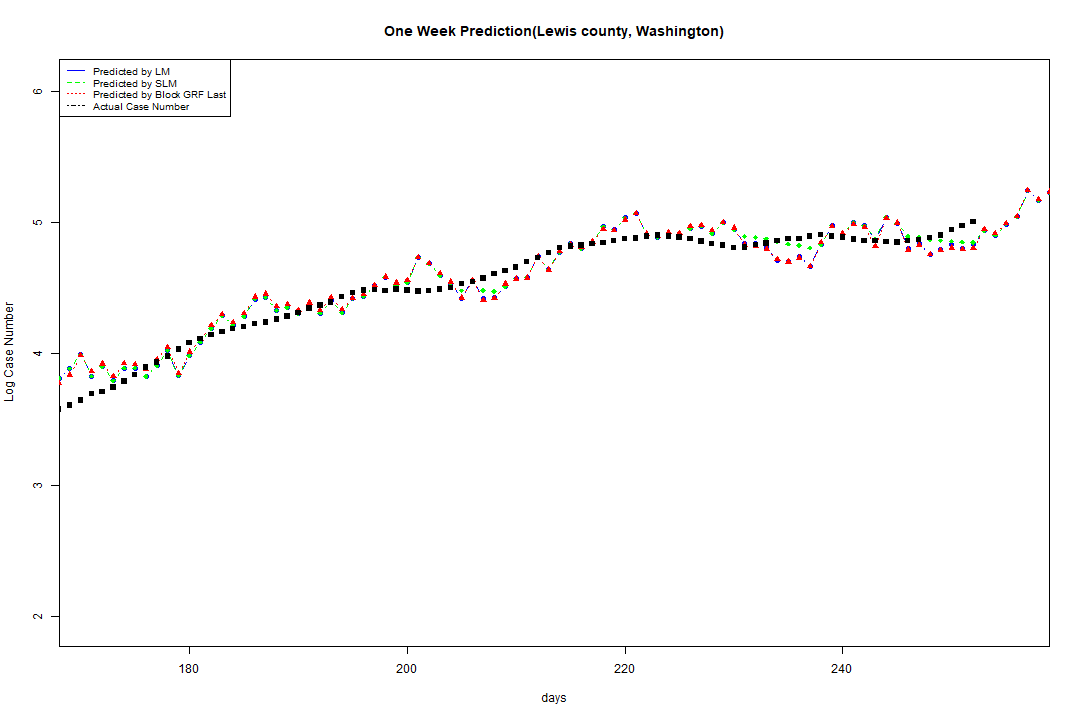 One Week Prediction(Lewis county, Washington)
Predicted by LM
Predicted by SLM
Predicted by Block GRF Last
Actual Case Number
6
5
4
3
2
Log Case Number
180
200
220
240
days